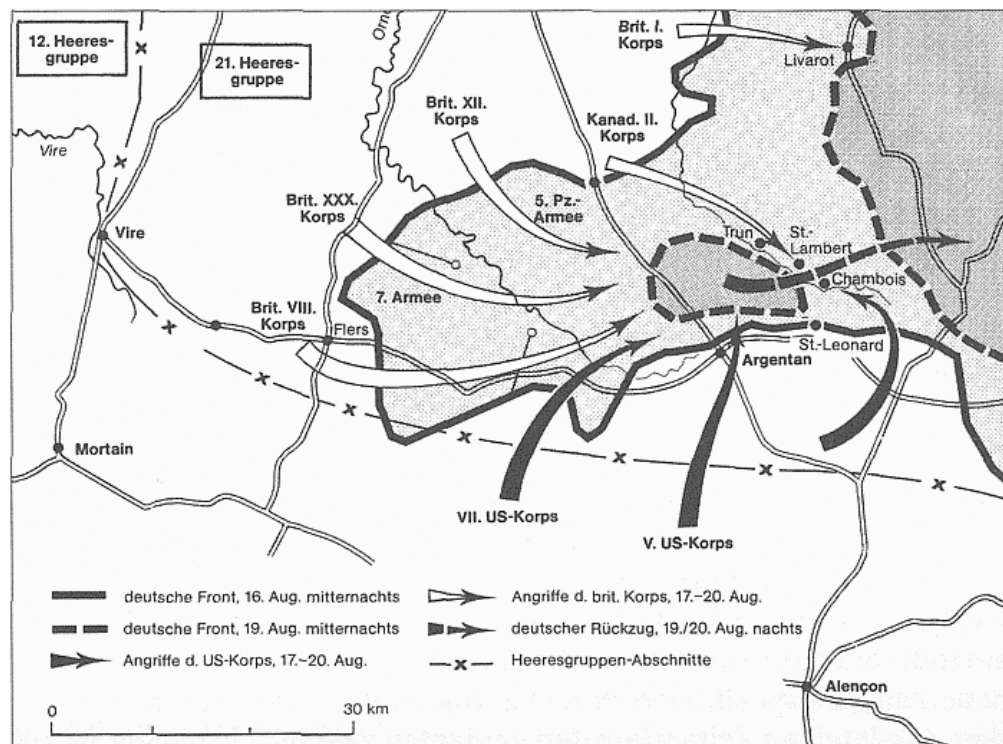 12. Heeres-
gruppe
21. Heeres-
gruppe
Brit. I.
Korps
Livarot
Brit. XII.
Korps
Kanad. II.
Korps
Vire
Brit. XXX.
Korps
5. Pz.-
Armee
Trun
St.-
Lambert
Chambois
Vire
7. Armee
Brit. VIII.
Korps
Flers
St.-Leonard
Argentan
Mortain
VII. US-Korps
V. US-Korps
deutsche Front, 16. Aug. mitternachts
Angriffe d. brit. Korps, 17.–20. Aug.
deutsche Front, 19. Aug. mitternachts
deutscher Rückzug, 19./20. Aug. nachts
Angriffe d. US-Korps, 17.–20. Aug.
Heeresgruppen-Abschnitte
Alençon
0
30 km